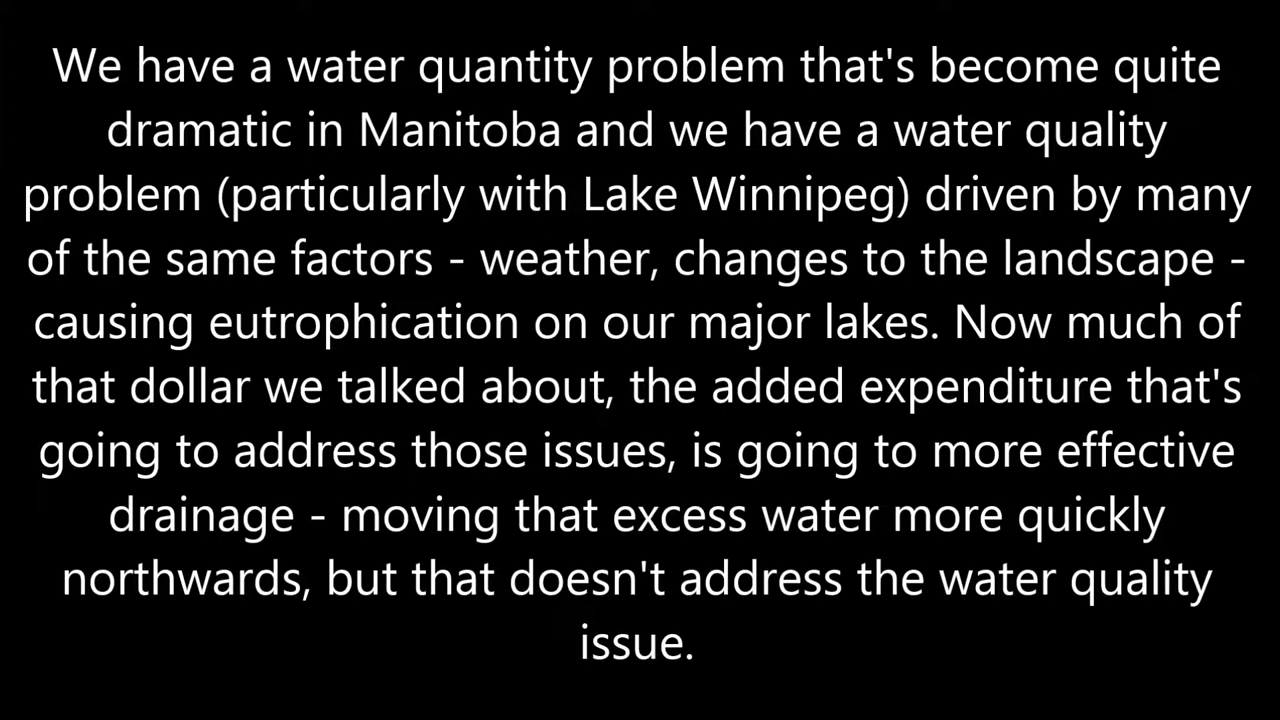 We have a water quantity problem that's become quite
dramatic in Manitoba and we have a water quality
problem (particularly with Lake Winnipeg) driven by many
of the same factors - weather, changes to the landscape -
causing eutrophication on our major lakes. Now much of
that dollar we talked about, the added expenditure that's
going to address those issues, is going to more effective
drainage - moving that excess water more quickly
northwards, but that doesn't address the water quality
issue.